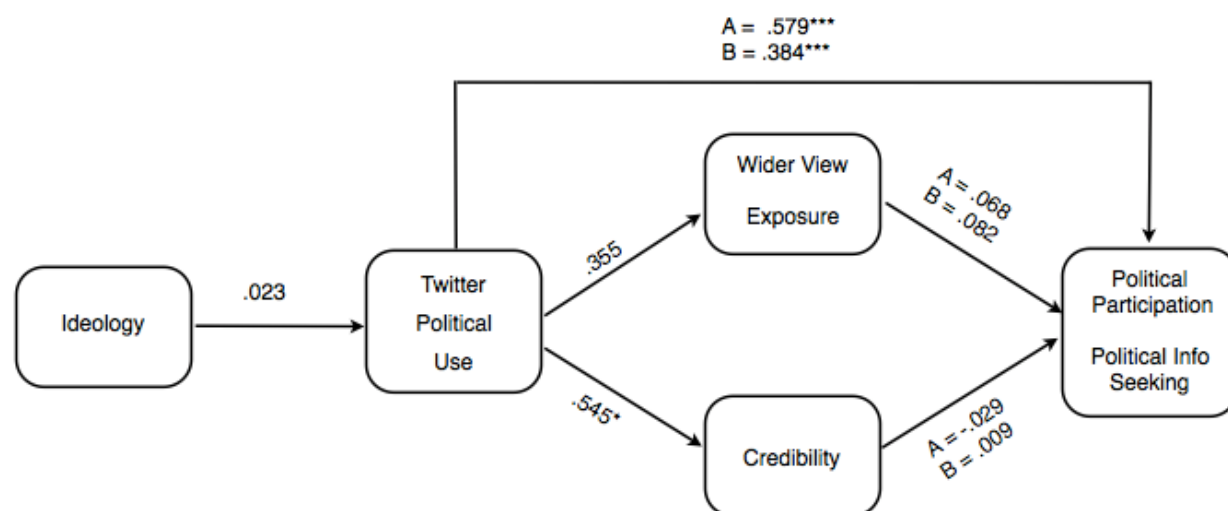 A = .579***
B = .384***
Wider View
Exposure
A = .068
B = .082
.355
Ideology
.023
Twitter
Political
Use
Political
Participation
Political Info
Seeking
.545*
Credibility
A = -.029
B = .009